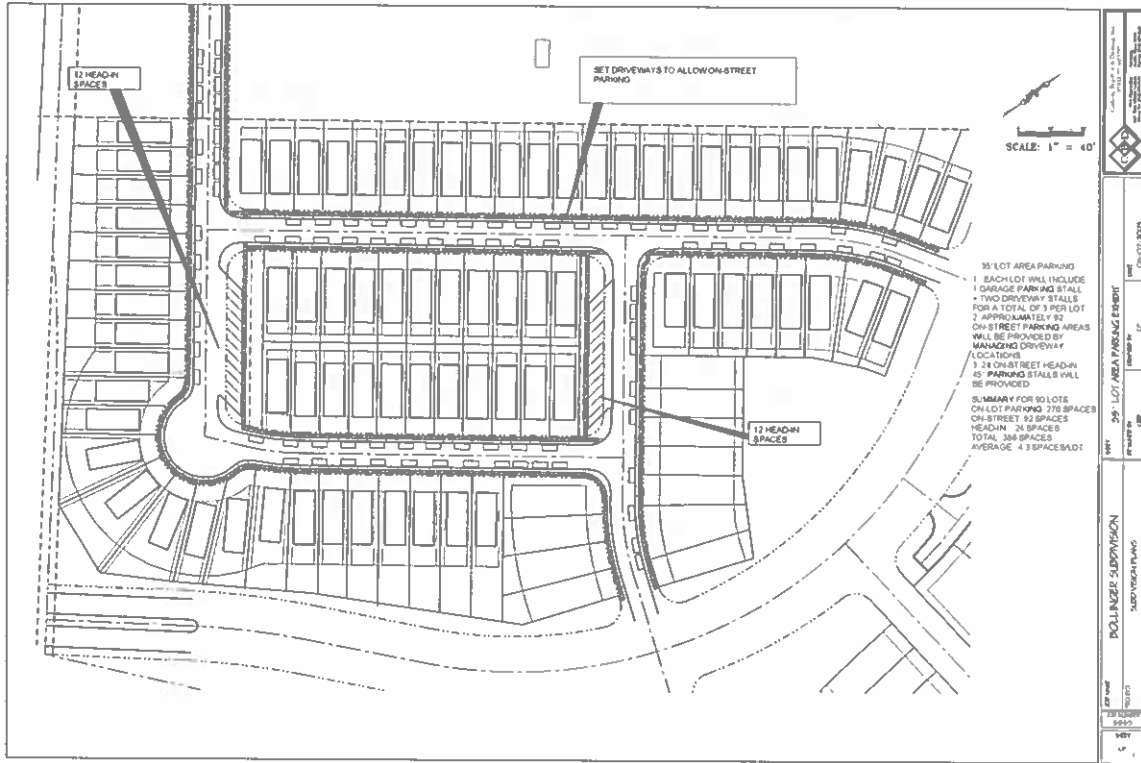 12 HEAD-IN
SPACES
SET DRIVEWAYS TO ALLOW ON-STREET
PARKING
SCALE: 1" = 40'
35' LOT AREA PARKING
1 EACH LOT WILL INCLUDE
1 GARAGE PARKING STALL
+ TWO DRIVEWAY STALLS
FOR A TOTAL OF 3 PER LOT
2 APPROXIMATELY 92
ON-STREET PARKING AREAS
WILL BE PROVIDED BY
MANAGING DRIVEWAY
LOCATIONS
3 24 ON-STREET HEAD-IN
45° PARKING STALLS WILL
BE PROVIDED
SUMMARY FOR 90 LOTS
ON-LOT PARKING 270 SPACES
ON-STREET 92 SPACES
HEAD-IN 24 SPACES
TOTAL 386 SPACES
AVERAGE 4.3 SPACES/LOT
12 HEAD-IN
SPACES
LOT AREA PARKING EXHIBIT
BOLLINGER SUBDIVISION
SUBDIVISION PLANS